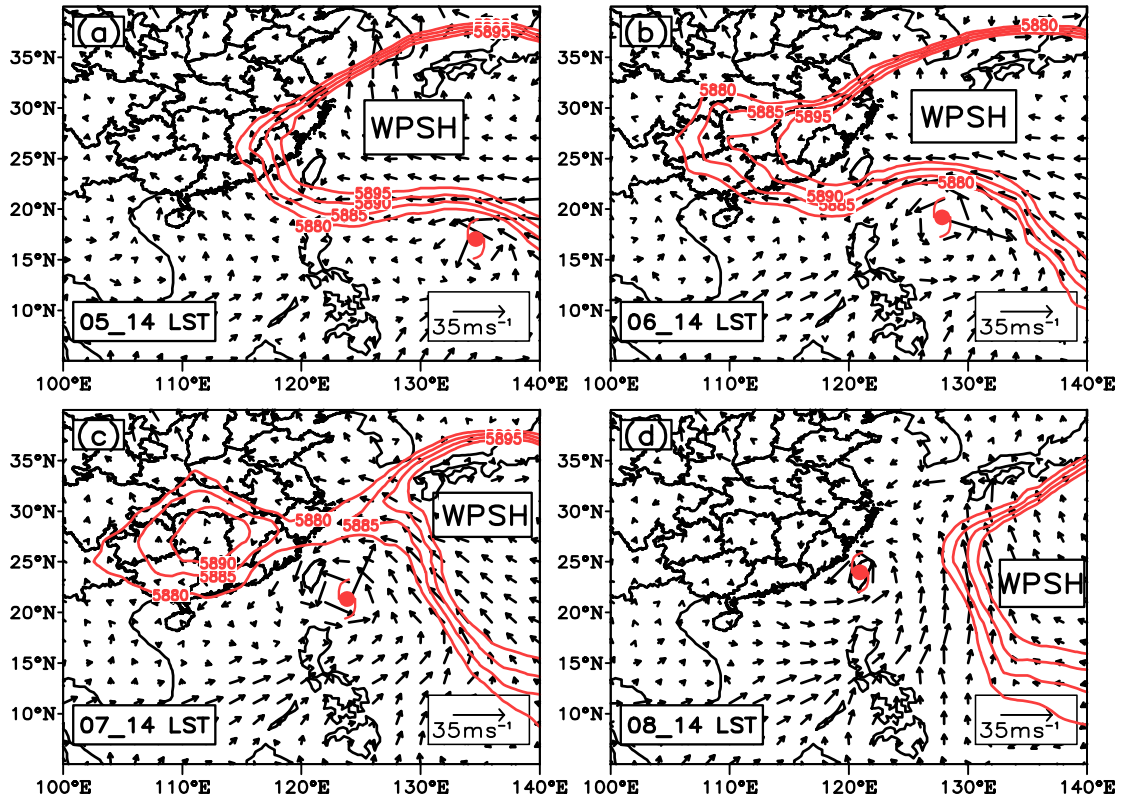 a
5895
35°N
30°N
25°N
20°N
15°N
10°N
WPSH
5895
5890
5885
5880
05_14 LST
35ms⁻¹
100°E
110°E
120°E
130°E
140°E
b
5880
35°N
30°N
25°N
20°N
15°N
10°N
5880
5885
5895
WPSH
5880
5890
5885
06_14 LST
35ms⁻¹
100°E
110°E
120°E
130°E
140°E
c
5895
35°N
30°N
25°N
20°N
15°N
10°N
WPSH
5880
5885
5890
5885
5880
07_14 LST
35ms⁻¹
100°E
110°E
120°E
130°E
140°E
d
35°N
30°N
25°N
20°N
15°N
10°N
WPSH
08_14 LST
35ms⁻¹
100°E
110°E
120°E
130°E
140°E